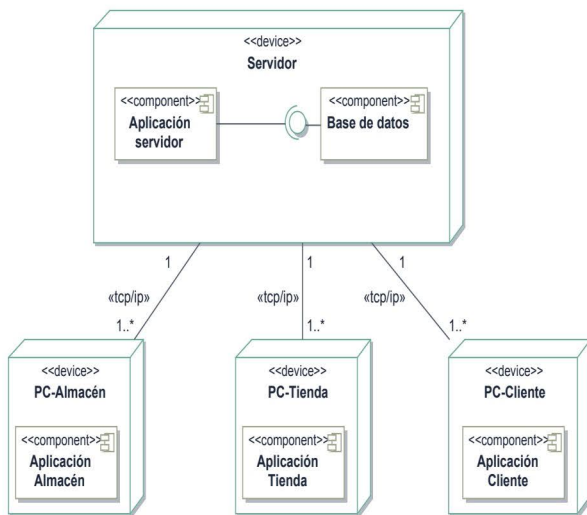 <<device>>
Servidor
<<component>>
Aplicación
servidor
<<component>>
Base de datos
1
1
1
«tcp/ip»
«tcp/ip»
«tcp/ip»
1..*
1..*
1..*
<<device>>
PC-Almacén
<<component>>
Aplicación
Almacén
<<device>>
PC-Tienda
<<component>>
Aplicación
Tienda
<<device>>
PC-Cliente
<<component>>
Aplicación
Cliente